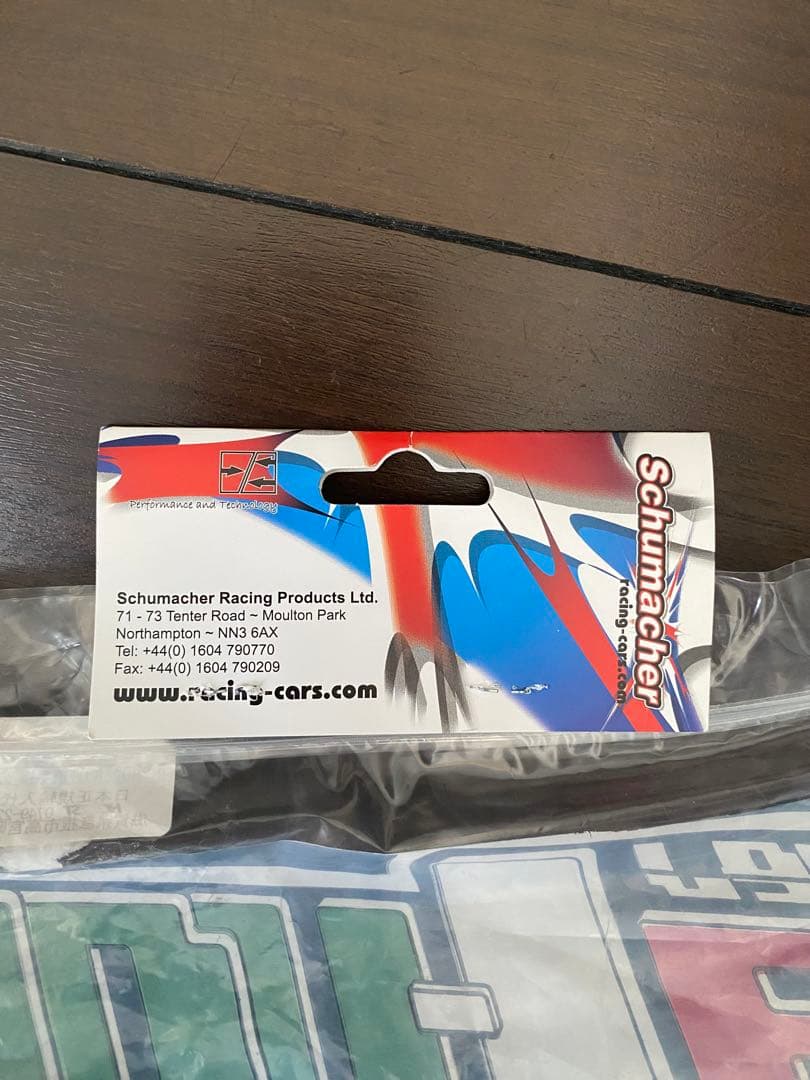 Performance and Technology
Schumacher Racing Products Ltd.
71 - 73 Tenter Road ~ Moulton Park
Northampton ~ NN3 6AX
Tel: +44(0) 1604 790770
Fax: +44(0) 1604 790209
www.racing-cars.com
Schumacher
racing-cars.com